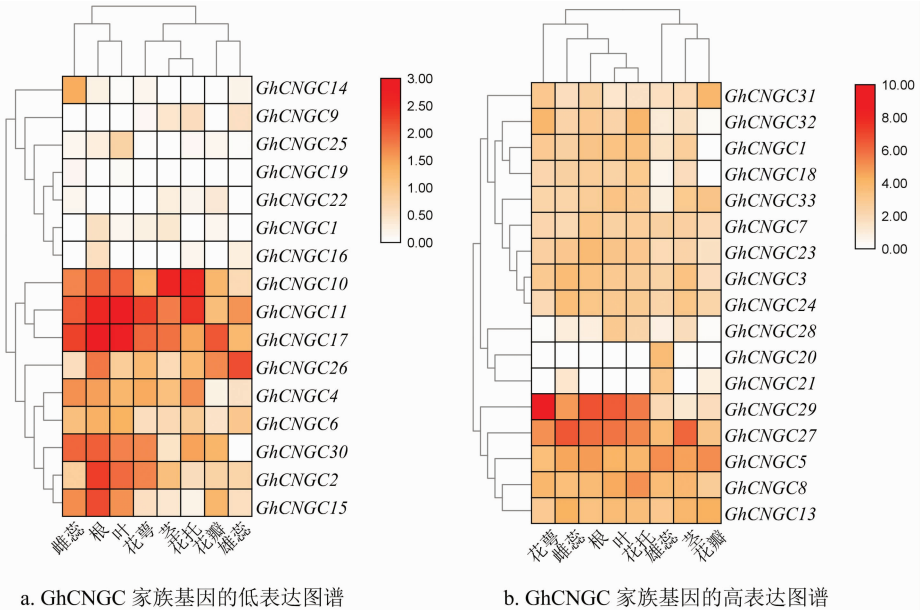 GhCNGC14
GhCNGC9
GhCNGC25
GhCNGC19
GhCNGC22
GhCNGC1
GhCNGC16
GhCNGC10
GhCNGC11
GhCNGC17
GhCNGC26
GhCNGC4
GhCNGC6
GhCNGC30
GhCNGC2
GhCNGC15
雌蕊
根
叶
花萼
茎
花托
花瓣
雄蕊
3.00
2.00
1.50
1.00
0.50
0.00
a. GhCNGC 家族基因的低表达图谱
GhCNGC31
GhCNGC32
GhCNGC1
GhCNGC18
GhCNGC33
GhCNGC7
GhCNGC23
GhCNGC3
GhCNGC24
GhCNGC28
GhCNGC20
GhCNGC21
GhCNGC29
GhCNGC27
GhCNGC5
GhCNGC8
GhCNGC13
花萼
雌蕊
根
叶
花托
雄蕊
茎
花瓣
10.00
8.00
6.00
4.00
2.00
0.00
b. GhCNGC 家族基因的高表达图谱